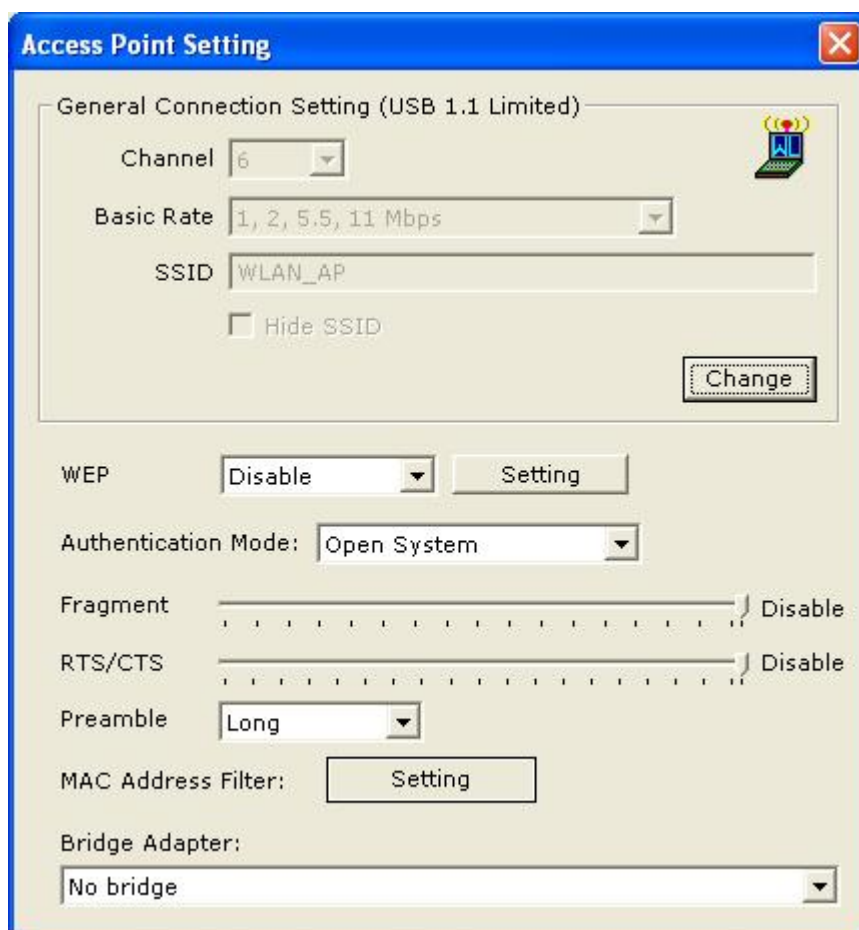 Access Point Setting
General Connection Setting (USB 1.1 Limited)
Channel 6
Basic Rate 1, 2, 5.5, 11 Mbps
SSID WLAN_AP
Hide SSID
Change
WEP Disable Setting
Authentication Mode: Open System
Fragment Disable
RTS/CTS Disable
Preamble Long
MAC Address Filter: Setting
Bridge Adapter:
No bridge